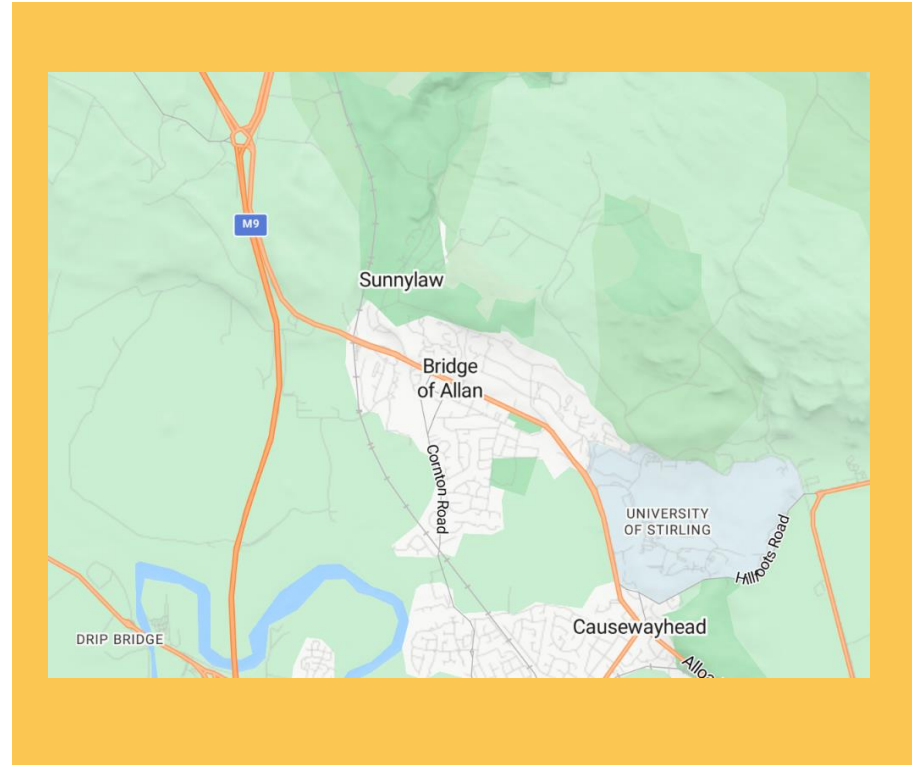 M9
Sunnylaw
Bridge
of Allan
Cornton Road
UNIVERSITY
OF STIRLING
Hillfoots Road
Causewayhead
DRIP BRIDGE